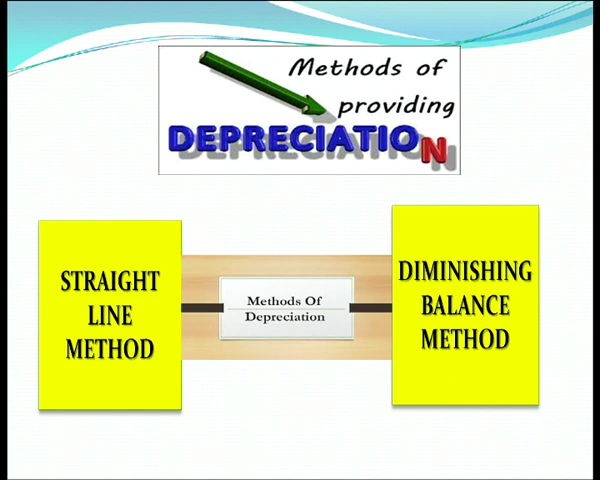 Methods of
providing
DEPRECIATION
STRAIGHT
LINE
METHOD
Methods Of
Depreciation
DIMINISHING
BALANCE
METHOD